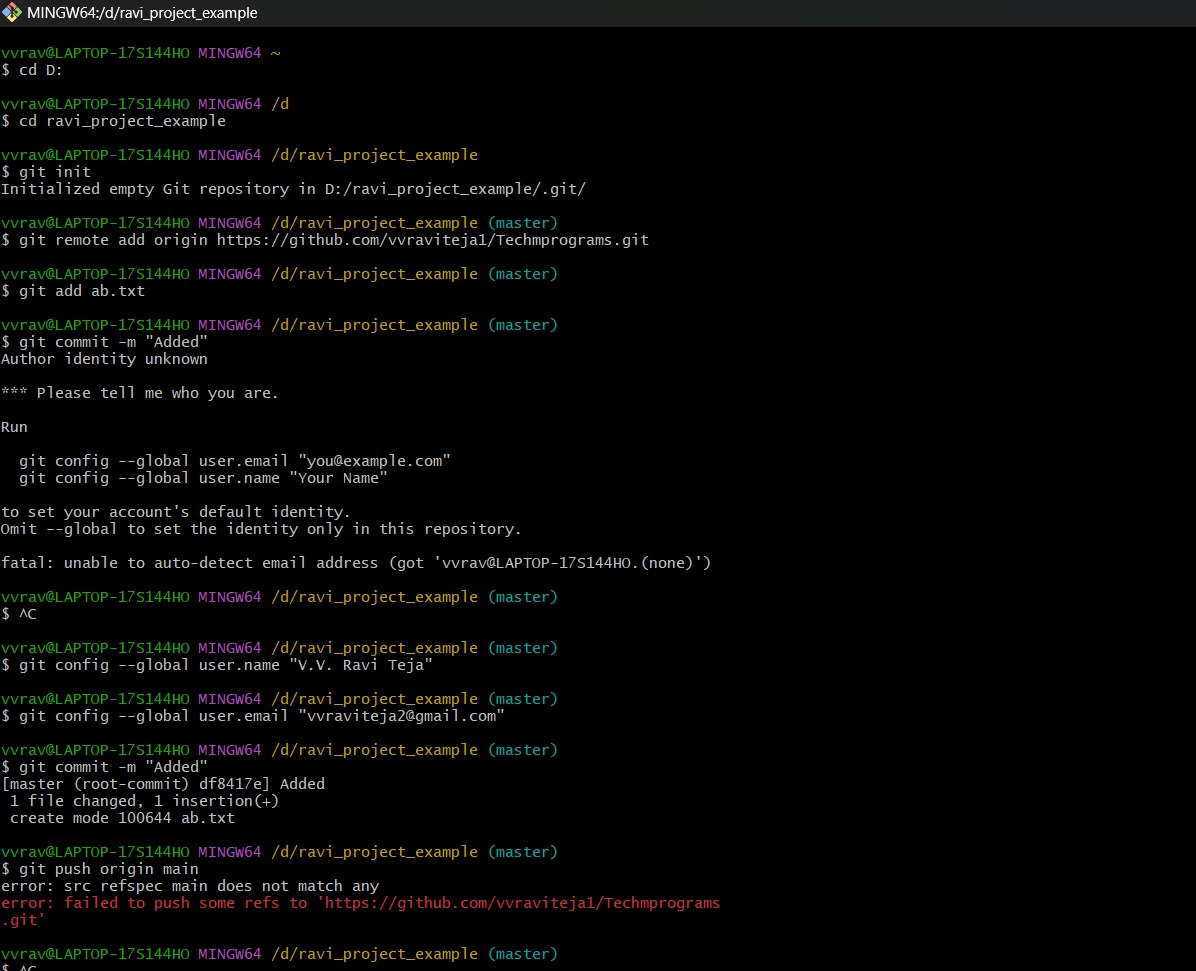 MINGW64:/d/ravi_project_example
vvrav@LAPTOP-17S144HO MINGW64 ~
$ cd D:
vvrav@LAPTOP-17S144HO MINGW64 /d
$ cd ravi_project_example
vvrav@LAPTOP-17S144HO MINGW64 /d/ravi_project_example
$ git init
Initialized empty Git repository in D:/ravi_project_example/.git/
vvrav@LAPTOP-17S144HO MINGW64 /d/ravi_project_example (master)
$ git remote add origin https://github.com/vvraviteja1/Techmprograms.git
vvrav@LAPTOP-17S144HO MINGW64 /d/ravi_project_example (master)
$ git add ab.txt
vvrav@LAPTOP-17S144HO MINGW64 /d/ravi_project_example (master)
$ git commit -m "Added"
Author identity unknown
*** Please tell me who you are.
Run
git config --global user.email "you@example.com"
git config --global user.name "Your Name"
to set your account's default identity.
Omit --global to set the identity only in this repository.
fatal: unable to auto-detect email address (got 'vvrav@LAPTOP-17S144HO.(none)')
vvrav@LAPTOP-17S144HO MINGW64 /d/ravi_project_example (master)
$ ^C
vvrav@LAPTOP-17S144HO MINGW64 /d/ravi_project_example (master)
$ git config --global user.name "V.V. Ravi Teja"
vvrav@LAPTOP-17S144HO MINGW64 /d/ravi_project_example (master)
$ git config --global user.email "vvraviteja2@gmail.com"
vvrav@LAPTOP-17S144HO MINGW64 /d/ravi_project_example (master)
$ git commit -m "Added"
[master (root-commit) df8417e] Added
1 file changed, 1 insertion(+)
create mode 100644 ab.txt
vvrav@LAPTOP-17S144HO MINGW64 /d/ravi_project_example (master)
$ git push origin main
error: src refspec main does not match any
error: failed to push some refs to 'https://github.com/vvraviteja1/Techmprograms
.git'
vvrav@LAPTOP-17S144HO MINGW64 /d/ravi_project_example (master)
$ ^C